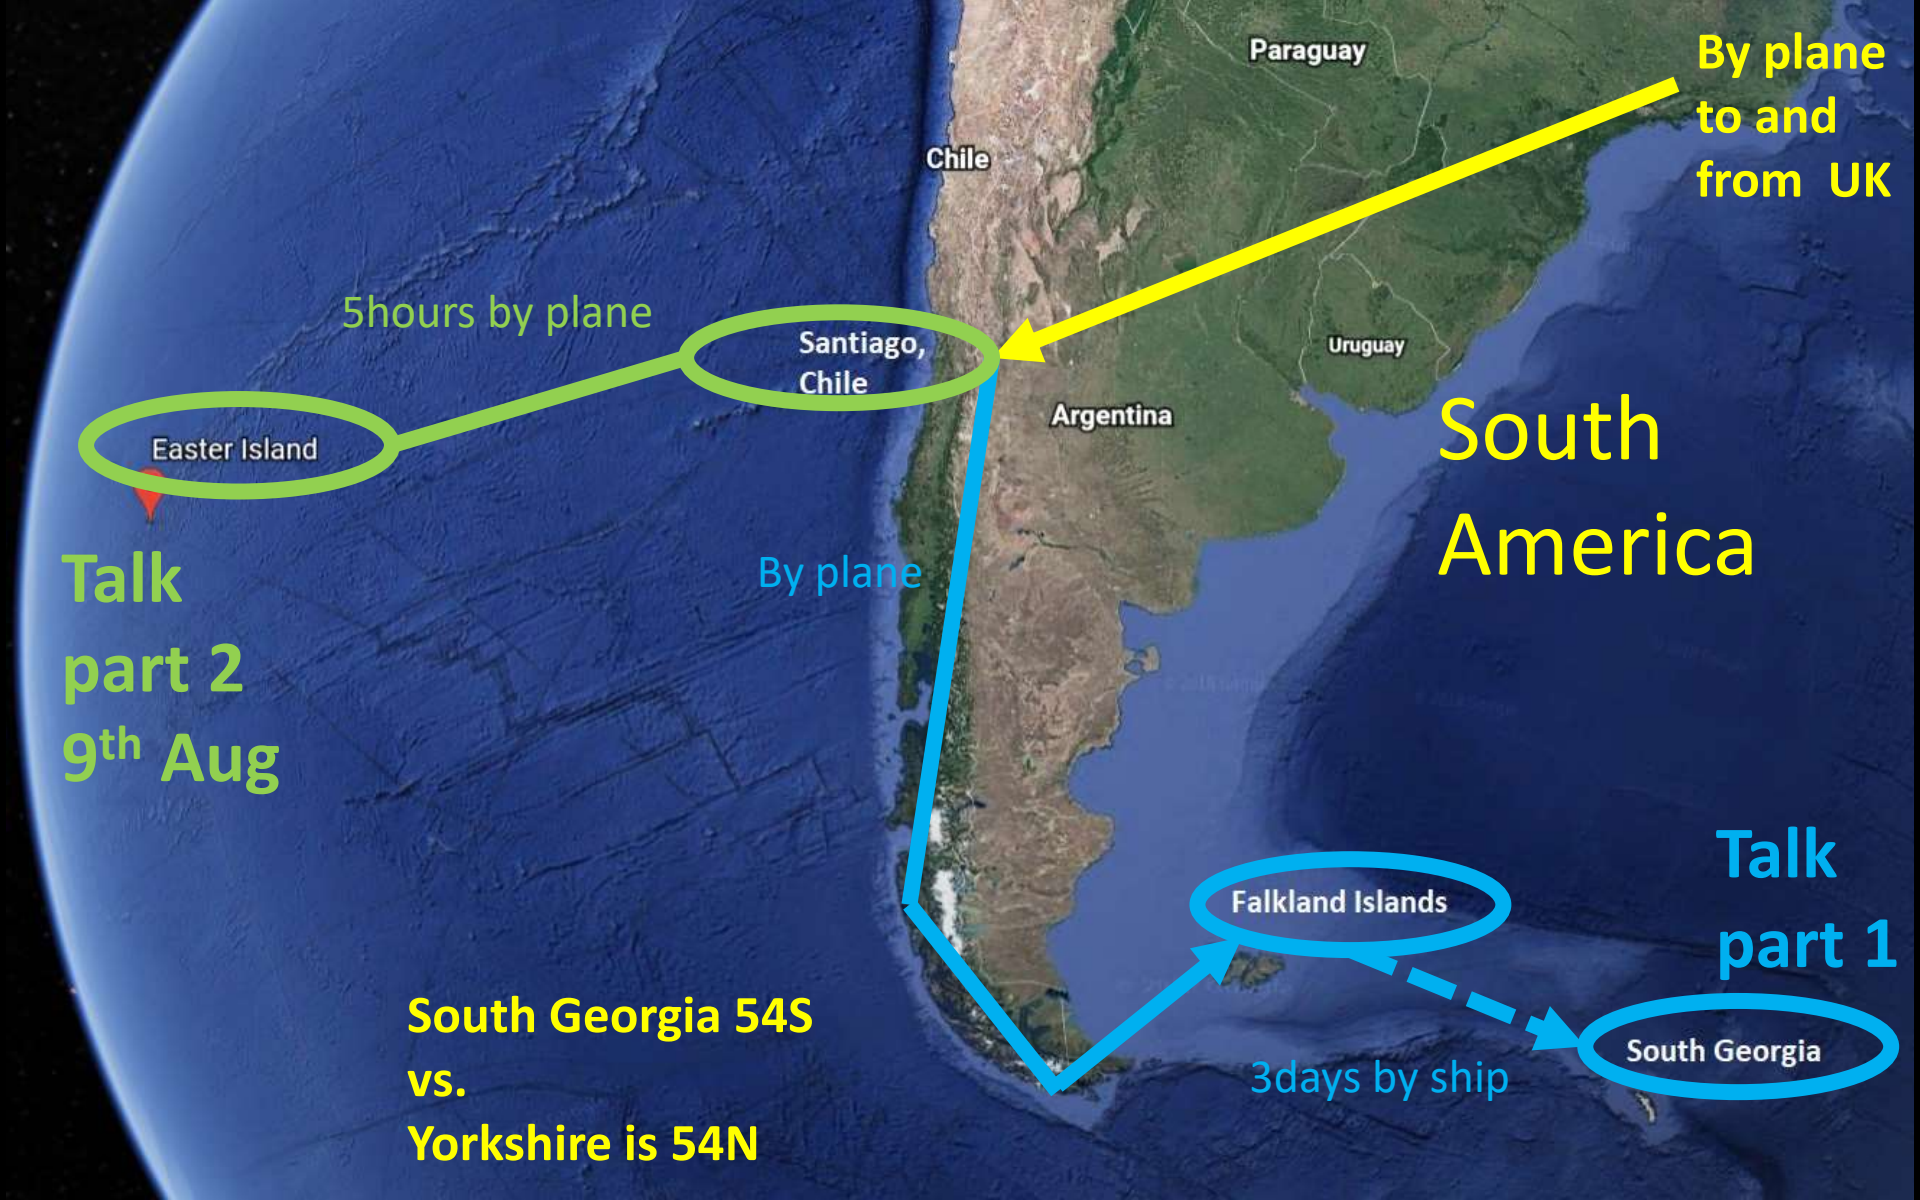 Paraguay
By plane
to and
from  UK
Chile
5hours by plane
Santiago,
Chile
Uruguay
Easter Island
Argentina
South
America
Talk
part 2
9th Aug
By plane
Talk
part 1
Falkland Islands
South Georgia 54S
vs.
Yorkshire is 54N
3days by ship
South Georgia